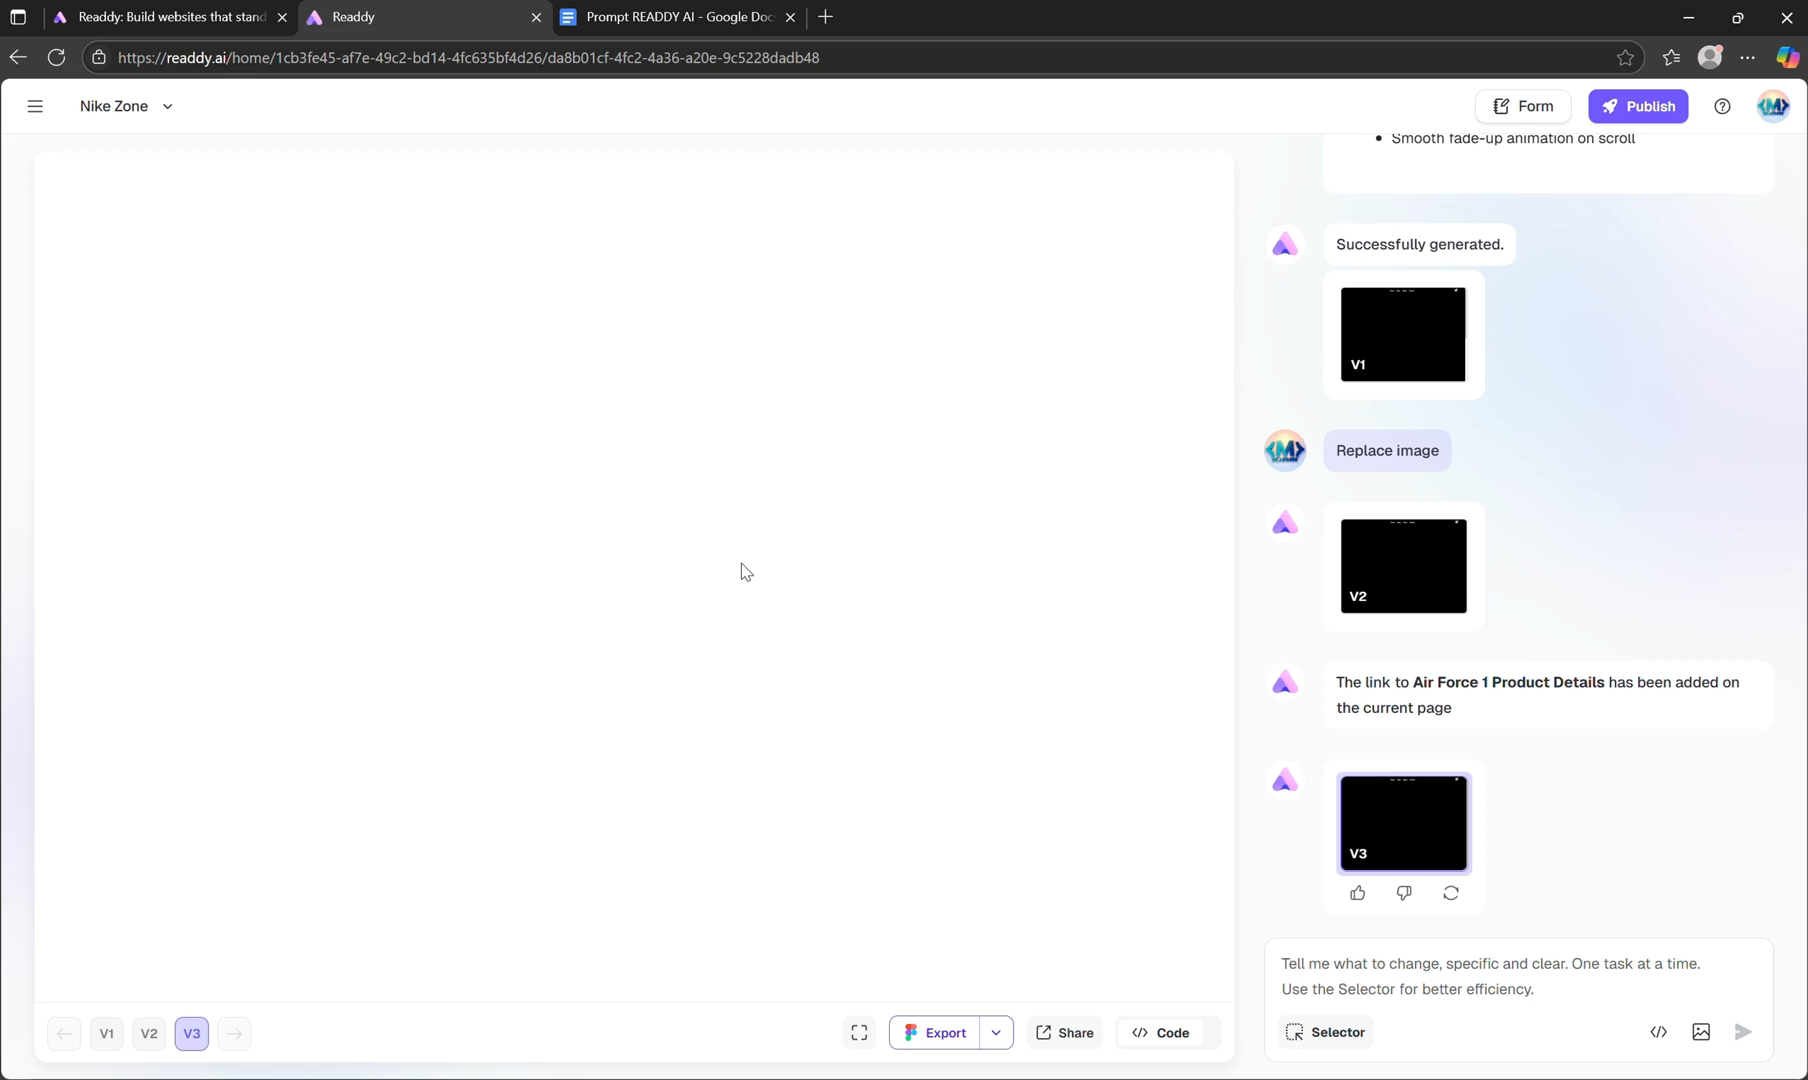 Readdy: Build websites that stand
Readdy
Prompt READDY AI - Google Doc
https://readdy.ai/home/1cb3fe45-af7e-49c2-bd14-4fc635bf4d26/da8b01cf-4fc2-4a36-a20e-9c5228dadb48
Nike Zone
Form
Publish
• Smooth fade-up animation on scroll
Successfully generated.
V1
Replace image
V2
The link to Air Force 1 Product Details has been added on
the current page
V3
Tell me what to change, specific and clear. One task at a time.
Use the Selector for better efficiency.
Selector
V1
V2
V3
Export
Share
Code